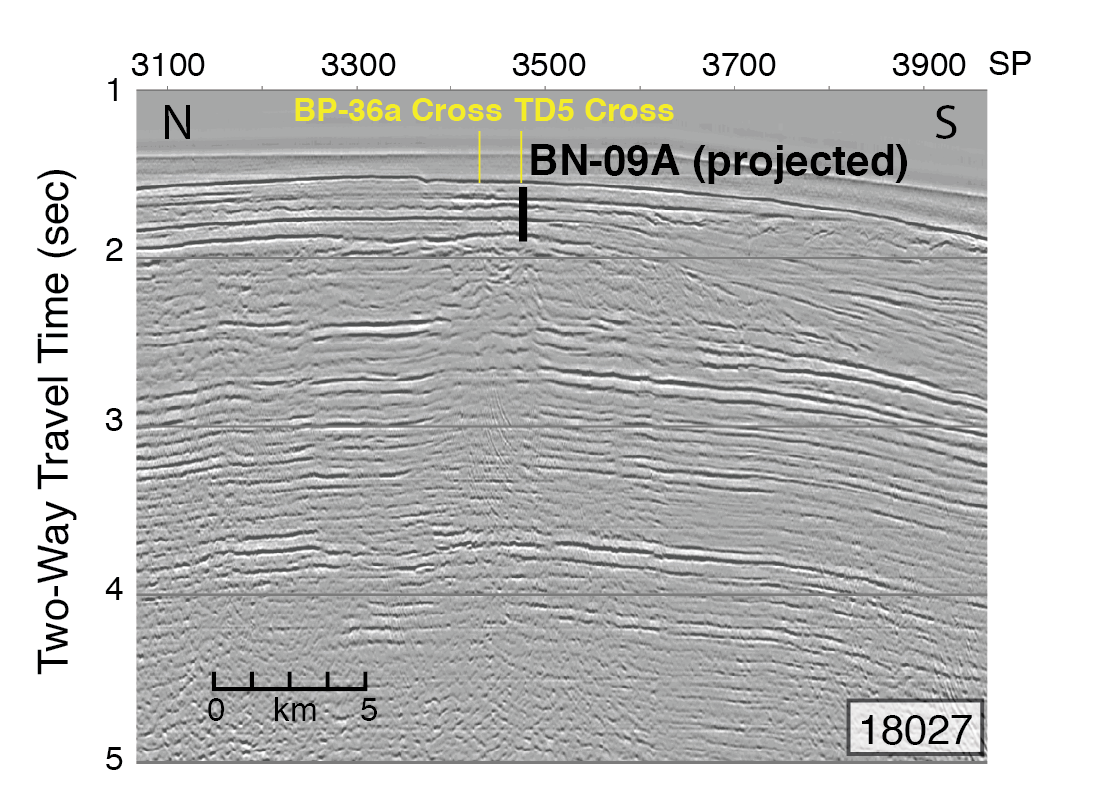 3100 3300 3500 3700 3900 SP
1
BP-36a Cross TD5 Cross
N S
BN-09A (projected)
2
3
4
5
Two-Way Travel Time (sec)
0 km 5
18027